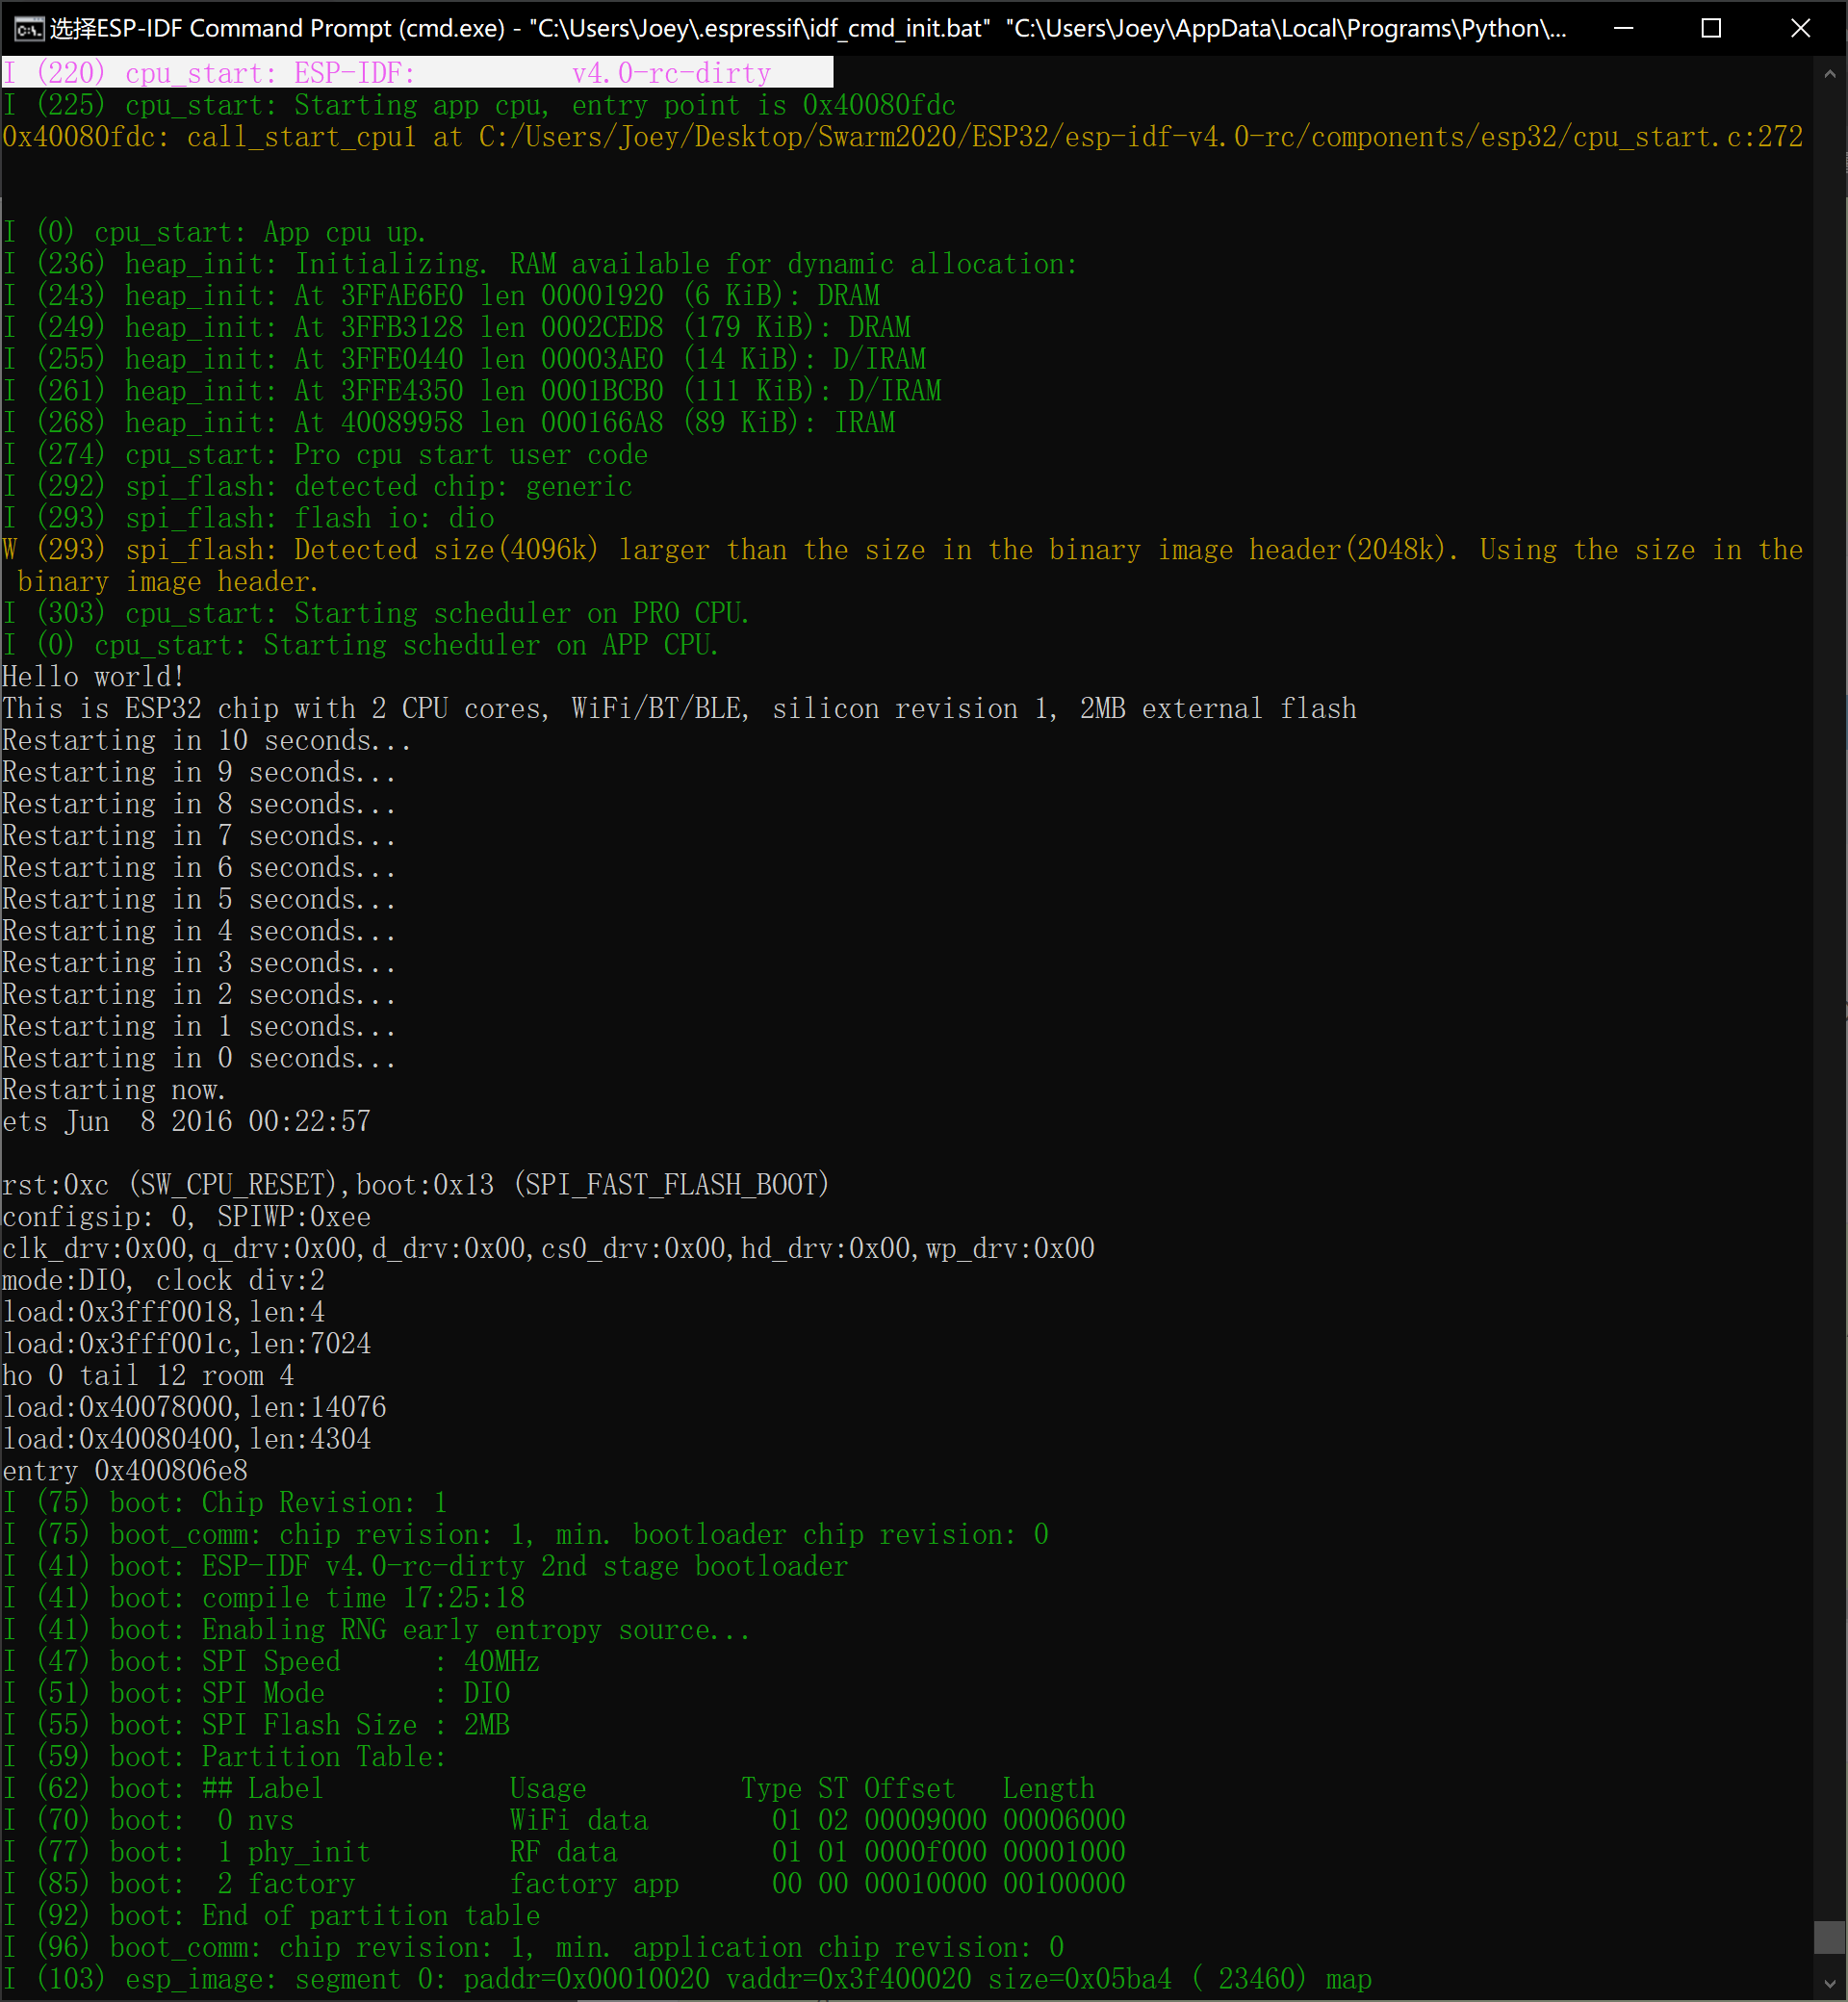 选择ESP-IDF Command Prompt (cmd.exe) - "C:\Users\Joey\.espressif\idf_cmd_init.bat"  "C:\Users\Joey\AppData\Local\Programs\Python\...
I (220) cpu_start: ESP-IDF:          v4.0-rc-dirty
I (225) cpu_start: Starting app cpu, entry point is 0x40080fdc
0x40080fdc: call_start_cpu1 at C:/Users/Joey/Desktop/Swarm2020/ESP32/esp-idf-v4.0-rc/components/esp32/cpu_start.c:272
I (0) cpu_start: App cpu up.
I (236) heap_init: Initializing. RAM available for dynamic allocation:
I (243) heap_init: At 3FFAE6E0 len 00001920 (6 KiB): DRAM
I (249) heap_init: At 3FFB3128 len 0002CED8 (179 KiB): DRAM
I (255) heap_init: At 3FFE0440 len 00003AE0 (14 KiB): D/IRAM
I (261) heap_init: At 3FFE4350 len 0001BCB0 (111 KiB): D/IRAM
I (268) heap_init: At 40089958 len 000166A8 (89 KiB): IRAM
I (274) cpu_start: Pro cpu start user code
I (292) spi_flash: detected chip: generic
I (293) spi_flash: flash io: dio
W (293) spi_flash: Detected size(4096k) larger than the size in the binary image header(2048k). Using the size in the
 binary image header.
I (303) cpu_start: Starting scheduler on PRO CPU.
I (0) cpu_start: Starting scheduler on APP CPU.
Hello world!
This is ESP32 chip with 2 CPU cores, WiFi/BT/BLE, silicon revision 1, 2MB external flash
Restarting in 10 seconds...
Restarting in 9 seconds...
Restarting in 8 seconds...
Restarting in 7 seconds...
Restarting in 6 seconds...
Restarting in 5 seconds...
Restarting in 4 seconds...
Restarting in 3 seconds...
Restarting in 2 seconds...
Restarting in 1 seconds...
Restarting in 0 seconds...
Restarting now.
ets Jun  8 2016 00:22:57
rst:0xc (SW_CPU_RESET),boot:0x13 (SPI_FAST_FLASH_BOOT)
configsip: 0, SPIWP:0xee
clk_drv:0x00,q_drv:0x00,d_drv:0x00,cs0_drv:0x00,hd_drv:0x00,wp_drv:0x00
mode:DIO, clock div:2
load:0x3fff0018,len:4
load:0x3fff001c,len:7024
ho 0 tail 12 room 4
load:0x40078000,len:14076
load:0x40080400,len:4304
entry 0x400806e8
I (75) boot: Chip Revision: 1
I (75) boot_comm: chip revision: 1, min. bootloader chip revision: 0
I (41) boot: ESP-IDF v4.0-rc-dirty 2nd stage bootloader
I (41) boot: compile time 17:25:18
I (41) boot: Enabling RNG early entropy source...
I (47) boot: SPI Speed      : 40MHz
I (51) boot: SPI Mode       : DIO
I (55) boot: SPI Flash Size : 2MB
I (59) boot: Partition Table:
I (62) boot: ## Label            Usage          Type ST Offset   Length
I (70) boot:  0 nvs              WiFi data        01 02 00009000 00006000
I (77) boot:  1 phy_init         RF data          01 01 0000f000 00001000
I (85) boot:  2 factory          factory app      00 00 00010000 00100000
I (92) boot: End of partition table
I (96) boot_comm: chip revision: 1, min. application chip revision: 0
I (103) esp_image: segment 0: paddr=0x00010020 vaddr=0x3f400020 size=0x05ba4 ( 23460) map